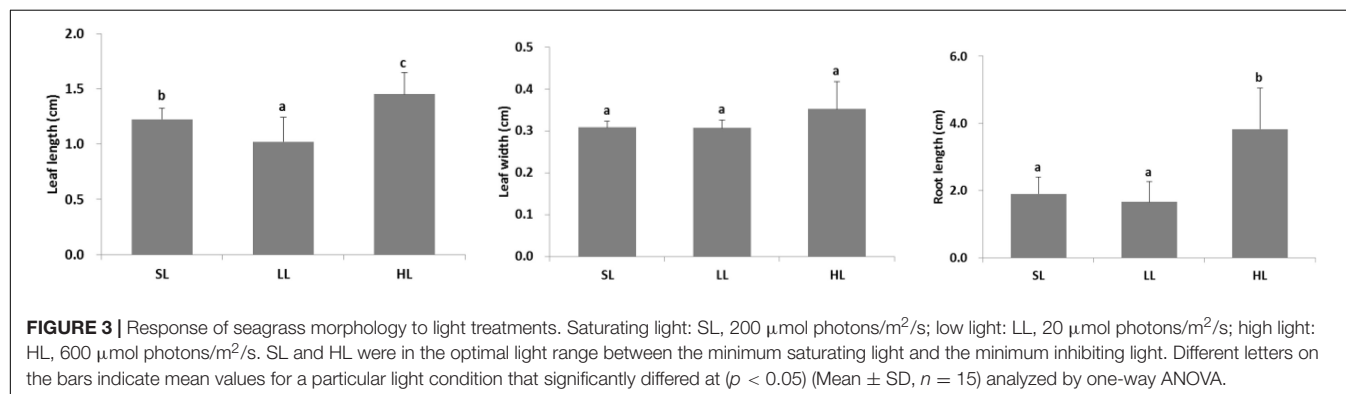 2.0
1.5
1.0
0.5
0.0
Leaf length (cm)
b
a
c
SL
LL
HL
0.5
0.4
0.3
0.2
0.1
0.0
Leaf width (cm)
a
a
a
SL
LL
HL
6.0
4.0
2.0
0.0
Root length (cm)
a
a
b
SL
LL
HL
FIGURE 3 | Response of seagrass morphology to light treatments. Saturating light: SL, 200 μmol photons/m²/s; low light: LL, 20 μmol photons/m²/s; high light:
HL, 600 μmol photons/m²/s. SL and HL were in the optimal light range between the minimum saturating light and the minimum inhibiting light. Different letters on
the bars indicate mean values for a particular light condition that significantly differed at (p < 0.05) (Mean ± SD, n = 15) analyzed by one-way ANOVA.